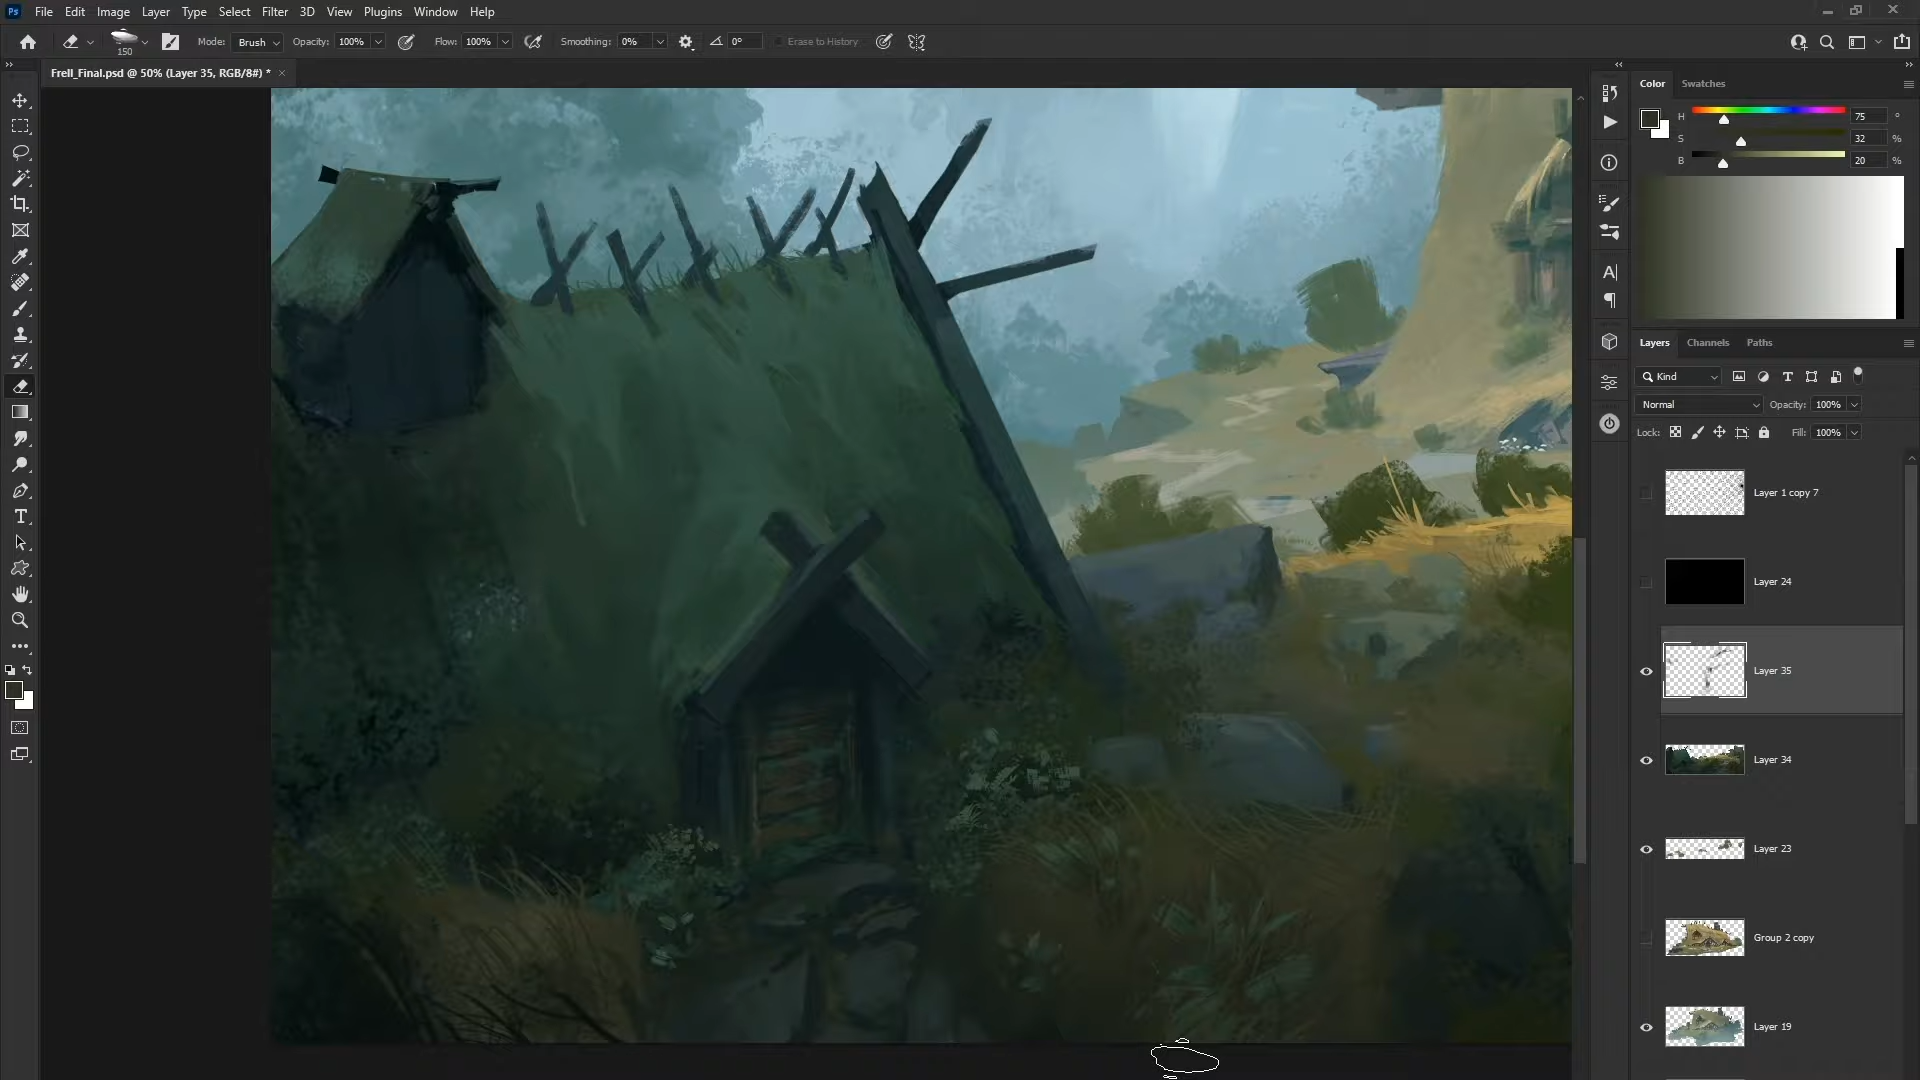 Ps File Edit Image Layer Type Select Filter 3D View Plugins Window Help
150 Mode: Brush Opacity: 100% Flow: 100% Smoothing: 0% 0° Erase to History
Frell_Final.psd @ 50% (Layer 35, RGB/8#) * ×
Color Swatches
H 75 °
S 32 %
B 20 %
Layers Channels Paths
Kind
Normal Opacity: 100%
Lock: Fill: 100%
Layer 1 copy 7
Layer 24
Layer 35
Layer 34
Layer 23
Group 2 copy
Layer 19